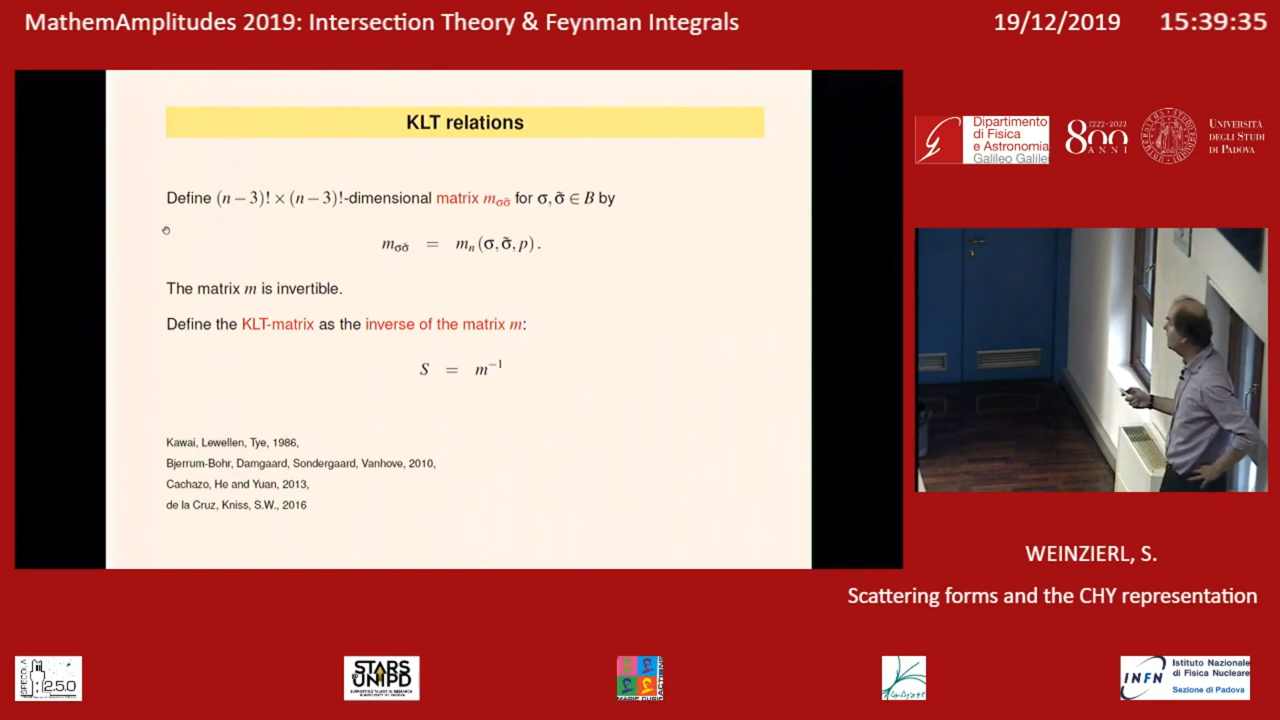 MathemAmplitudes 2019: Intersection Theory & Feynman Integrals
19/12/2019 15:39:35
KLT relations
Define (n − 3)! × (n − 3)!-dimensional matrix m_σσ̃ for σ, σ̃ ∈ B by
m_σσ̃ = m_n (σ, σ̃, p) .
The matrix m is invertible.
Define the KLT-matrix as the inverse of the matrix m:
S = m⁻¹
Kawai, Lewellen, Tye, 1986,
Bjerrum-Bohr, Damgaard, Sondergaard, Vanhove, 2010,
Cachazo, He and Yuan, 2013,
de la Cruz, Kniss, S.W., 2016
Dipartimento
di Fisica
e Astronomia
Galileo Galile
1222-2022
800
ANNI
UNIVERSITÀ
DEGLI STUDI
DI PADOVA
WEINZIERL, S.
Scattering forms and the CHY representation
SPECOLA
250
STARS
UNIPD
INFN
Istituto Nazionale
di Fisica Nucleare
Sezione di Padova